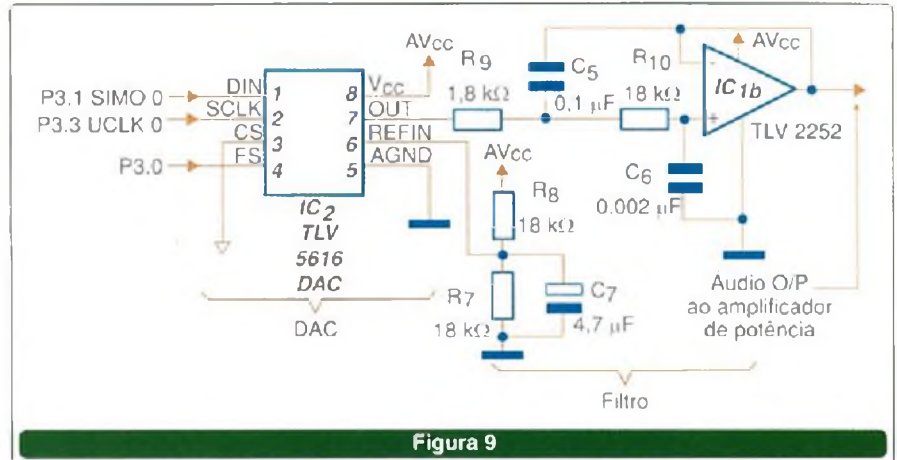 AVcc
R9
1,8 kΩ
C5
0,1 µF
R10
18 kΩ
AVcc
IC1b
TLV 2252
P3.1 SIMO 0
P3.3 UCLK 0
P3.0
DIN
SCLK
CS
FS
1
2
3
4
8
7
6
5
Vcc
OUT
REFIN
AGND
IC2
TLV
5616
DAC
DAC
AVcc
R8
18 kΩ
R7
18 kΩ
C7
4,7 µF
C6
0.002 µF
- 
+
Audio O/P
ao amplificador
de potência
Filtro
Figura 9